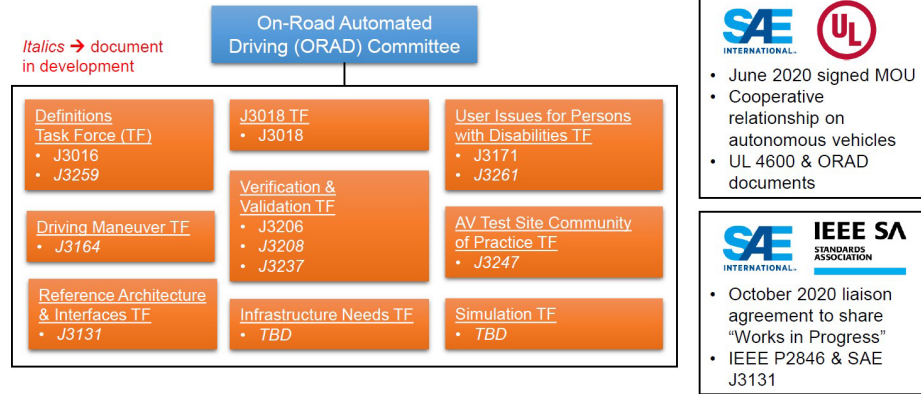 On-Road Automated
Driving (ORAD) Committee
Italics → document
in development
Definitions
Task Force (TF)
• J3016
• J3259
Driving Maneuver TF
• J3164
Reference Architecture
& Interfaces TF
• J3131
J3018 TF
• J3018
Verification &
Validation TF
• J3206
• J3208
• J3237
Infrastructure Needs TF
• TBD
User Issues for Persons
with Disabilities TF
• J3171
• J3261
AV Test Site Community
of Practice TF
• J3247
Simulation TF
• TBD
SAE
INTERNATIONAL
UL
• June 2020 signed MOU
• Cooperative
relationship on
autonomous vehicles
• UL 4600 & ORAD
documents
SAE
INTERNATIONAL
IEEE SA
STANDARDS
ASSOCIATION
• October 2020 liaison
agreement to share
“Works in Progress”
• IEEE P2846 & SAE
J3131